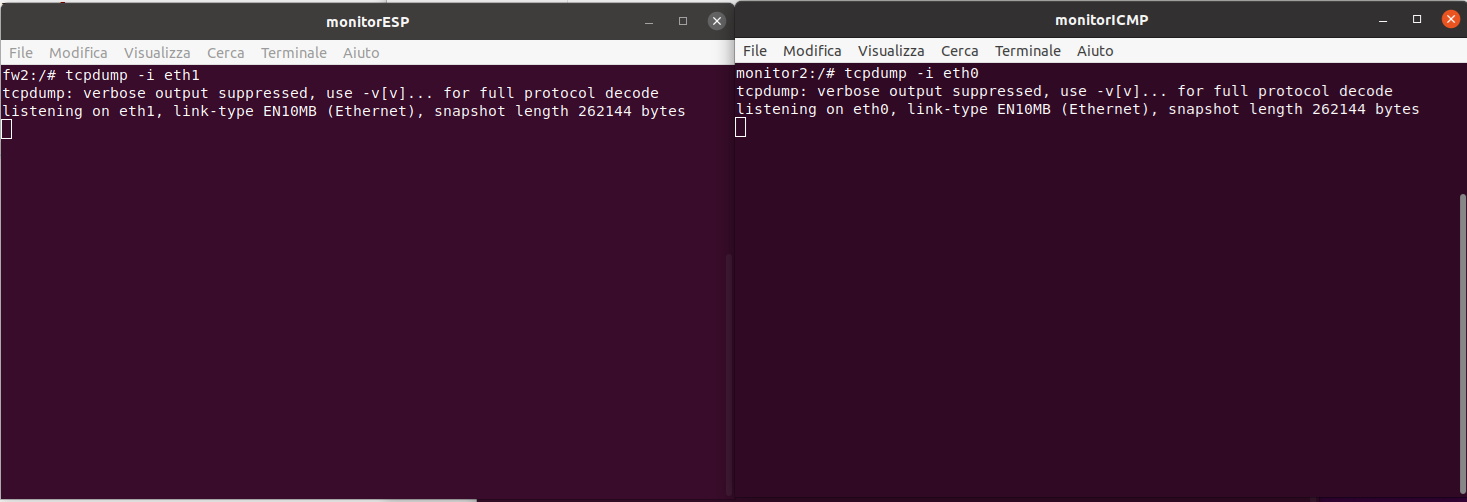 monitorESP
File Modifica Visualizza Cerca Terminale Aiuto
fw2:/# tcpdump -i eth1
tcpdump: verbose output suppressed, use -v[v]... for full protocol decode
listening on eth1, link-type EN10MB (Ethernet), snapshot length 262144 bytes
monitorICMP
File Modifica Visualizza Cerca Terminale Aiuto
monitor2:/# tcpdump -i eth0
tcpdump: verbose output suppressed, use -v[v]... for full protocol decode
listening on eth0, link-type EN10MB (Ethernet), snapshot length 262144 bytes